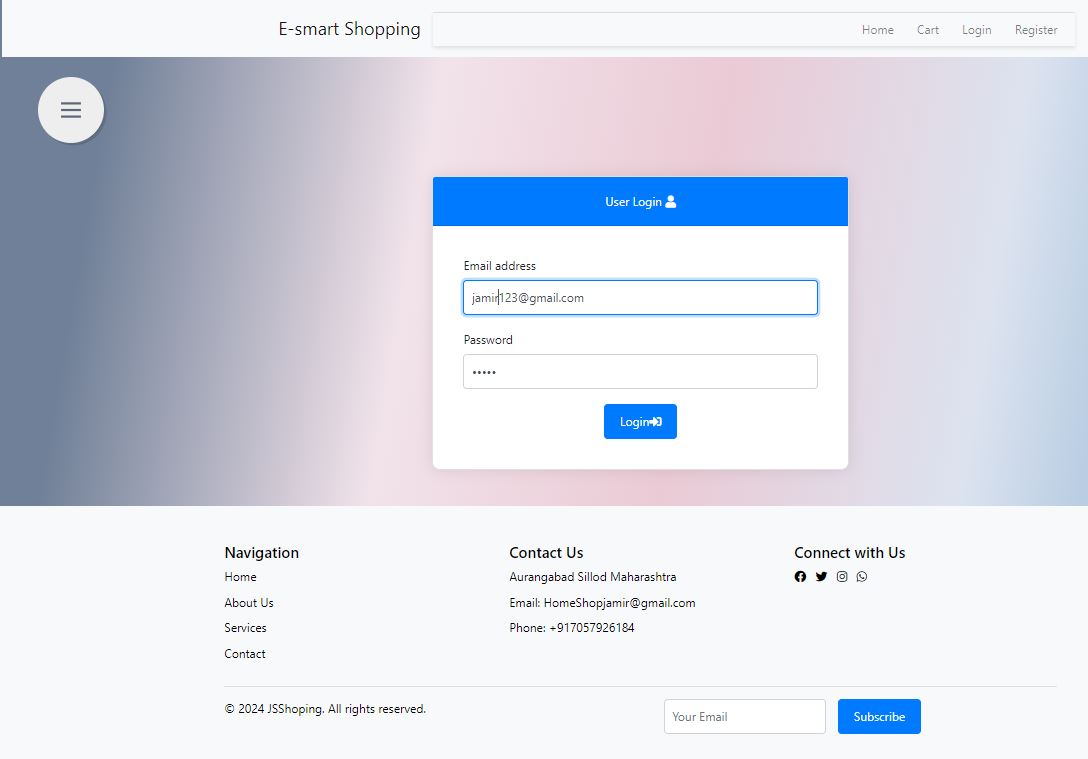 E-smart Shopping
Home Cart Login Register
User Login
Email address
jamir123@gmail.com
Password
•••••
Login
Navigation
Home
About Us
Services
Contact
Contact Us
Aurangabad Sillod Maharashtra
Email: HomeShopjamir@gmail.com
Phone: +917057926184
Connect with Us
© 2024 JSShoping. All rights reserved.
Your Email
Subscribe